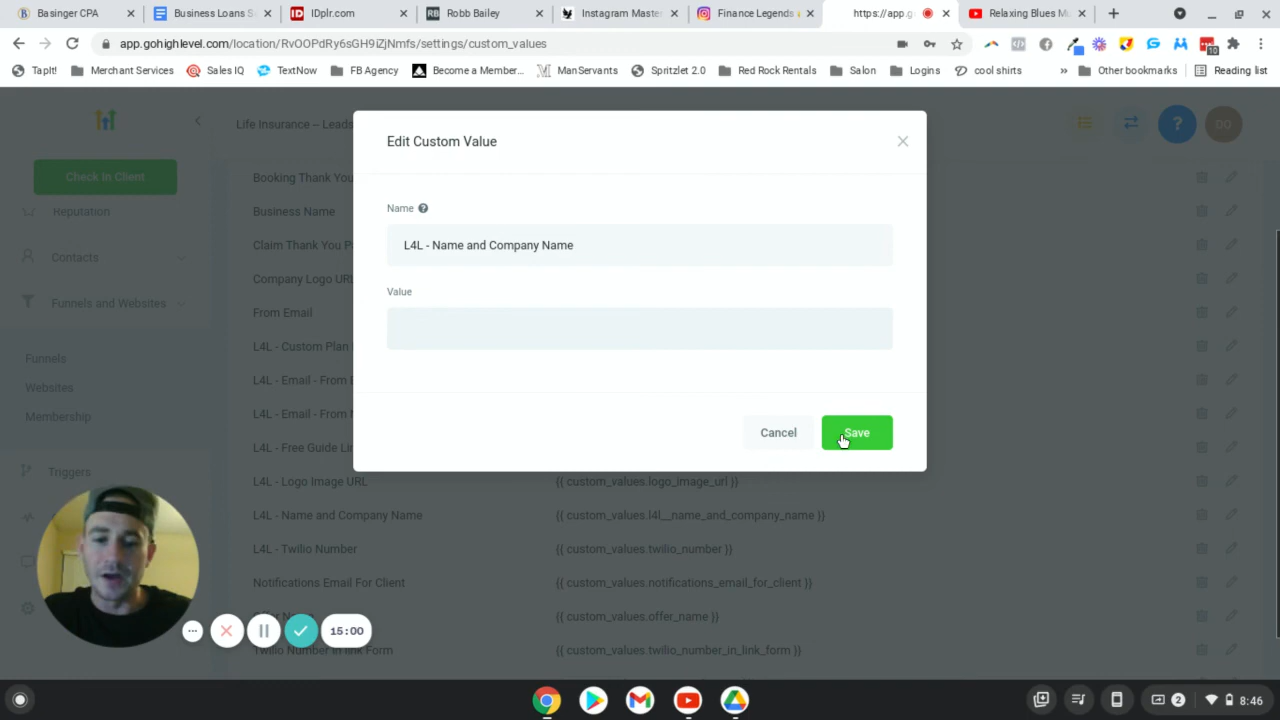 Basinger CPA
Business Loans S
IDplr.com
Robb Bailey
Instagram Maste
Finance Legends
https://app.g
Relaxing Blues Mu
app.gohighlevel.com/location/RvOOPdRy6sGH9iZjNmfs/settings/custom_values
10
TapIt!
Merchant Services
Sales IQ
TextNow
FB Agency
Become a Member...
ManServants
Spritzlet 2.0
Red Rock Rentals
Salon
Logins
cool shirts
»
Other bookmarks
Reading list
Life Insurance – Leads
?
DO
Check In Client
Reputation
Contacts
Funnels and Websites
Funnels
Websites
Membership
Triggers
Edit Custom Value
Name
L4L - Name and Company Name
Value
Cancel
Save
Booking Thank You
Business Name
Claim Thank You P
Company Logo URL
From Email
L4L - Custom Plan
L4L - Email - From
L4L - Email - From
L4L - Free Guide Li
L4L - Logo Image URL
{{ custom_values.logo_image_url }}
L4L - Name and Company Name
{{ custom_values.l4l__name_and_company_name }}
L4L - Twilio Number
{{ custom_values.twilio_number }}
Notifications Email For Client
{{ custom_values.notifications_email_for_client }}
{{ custom_values.offer_name }}
Twilio Number in link Form
{{ custom_values.twilio_number_in_link_form }}
15:00
2
8:46